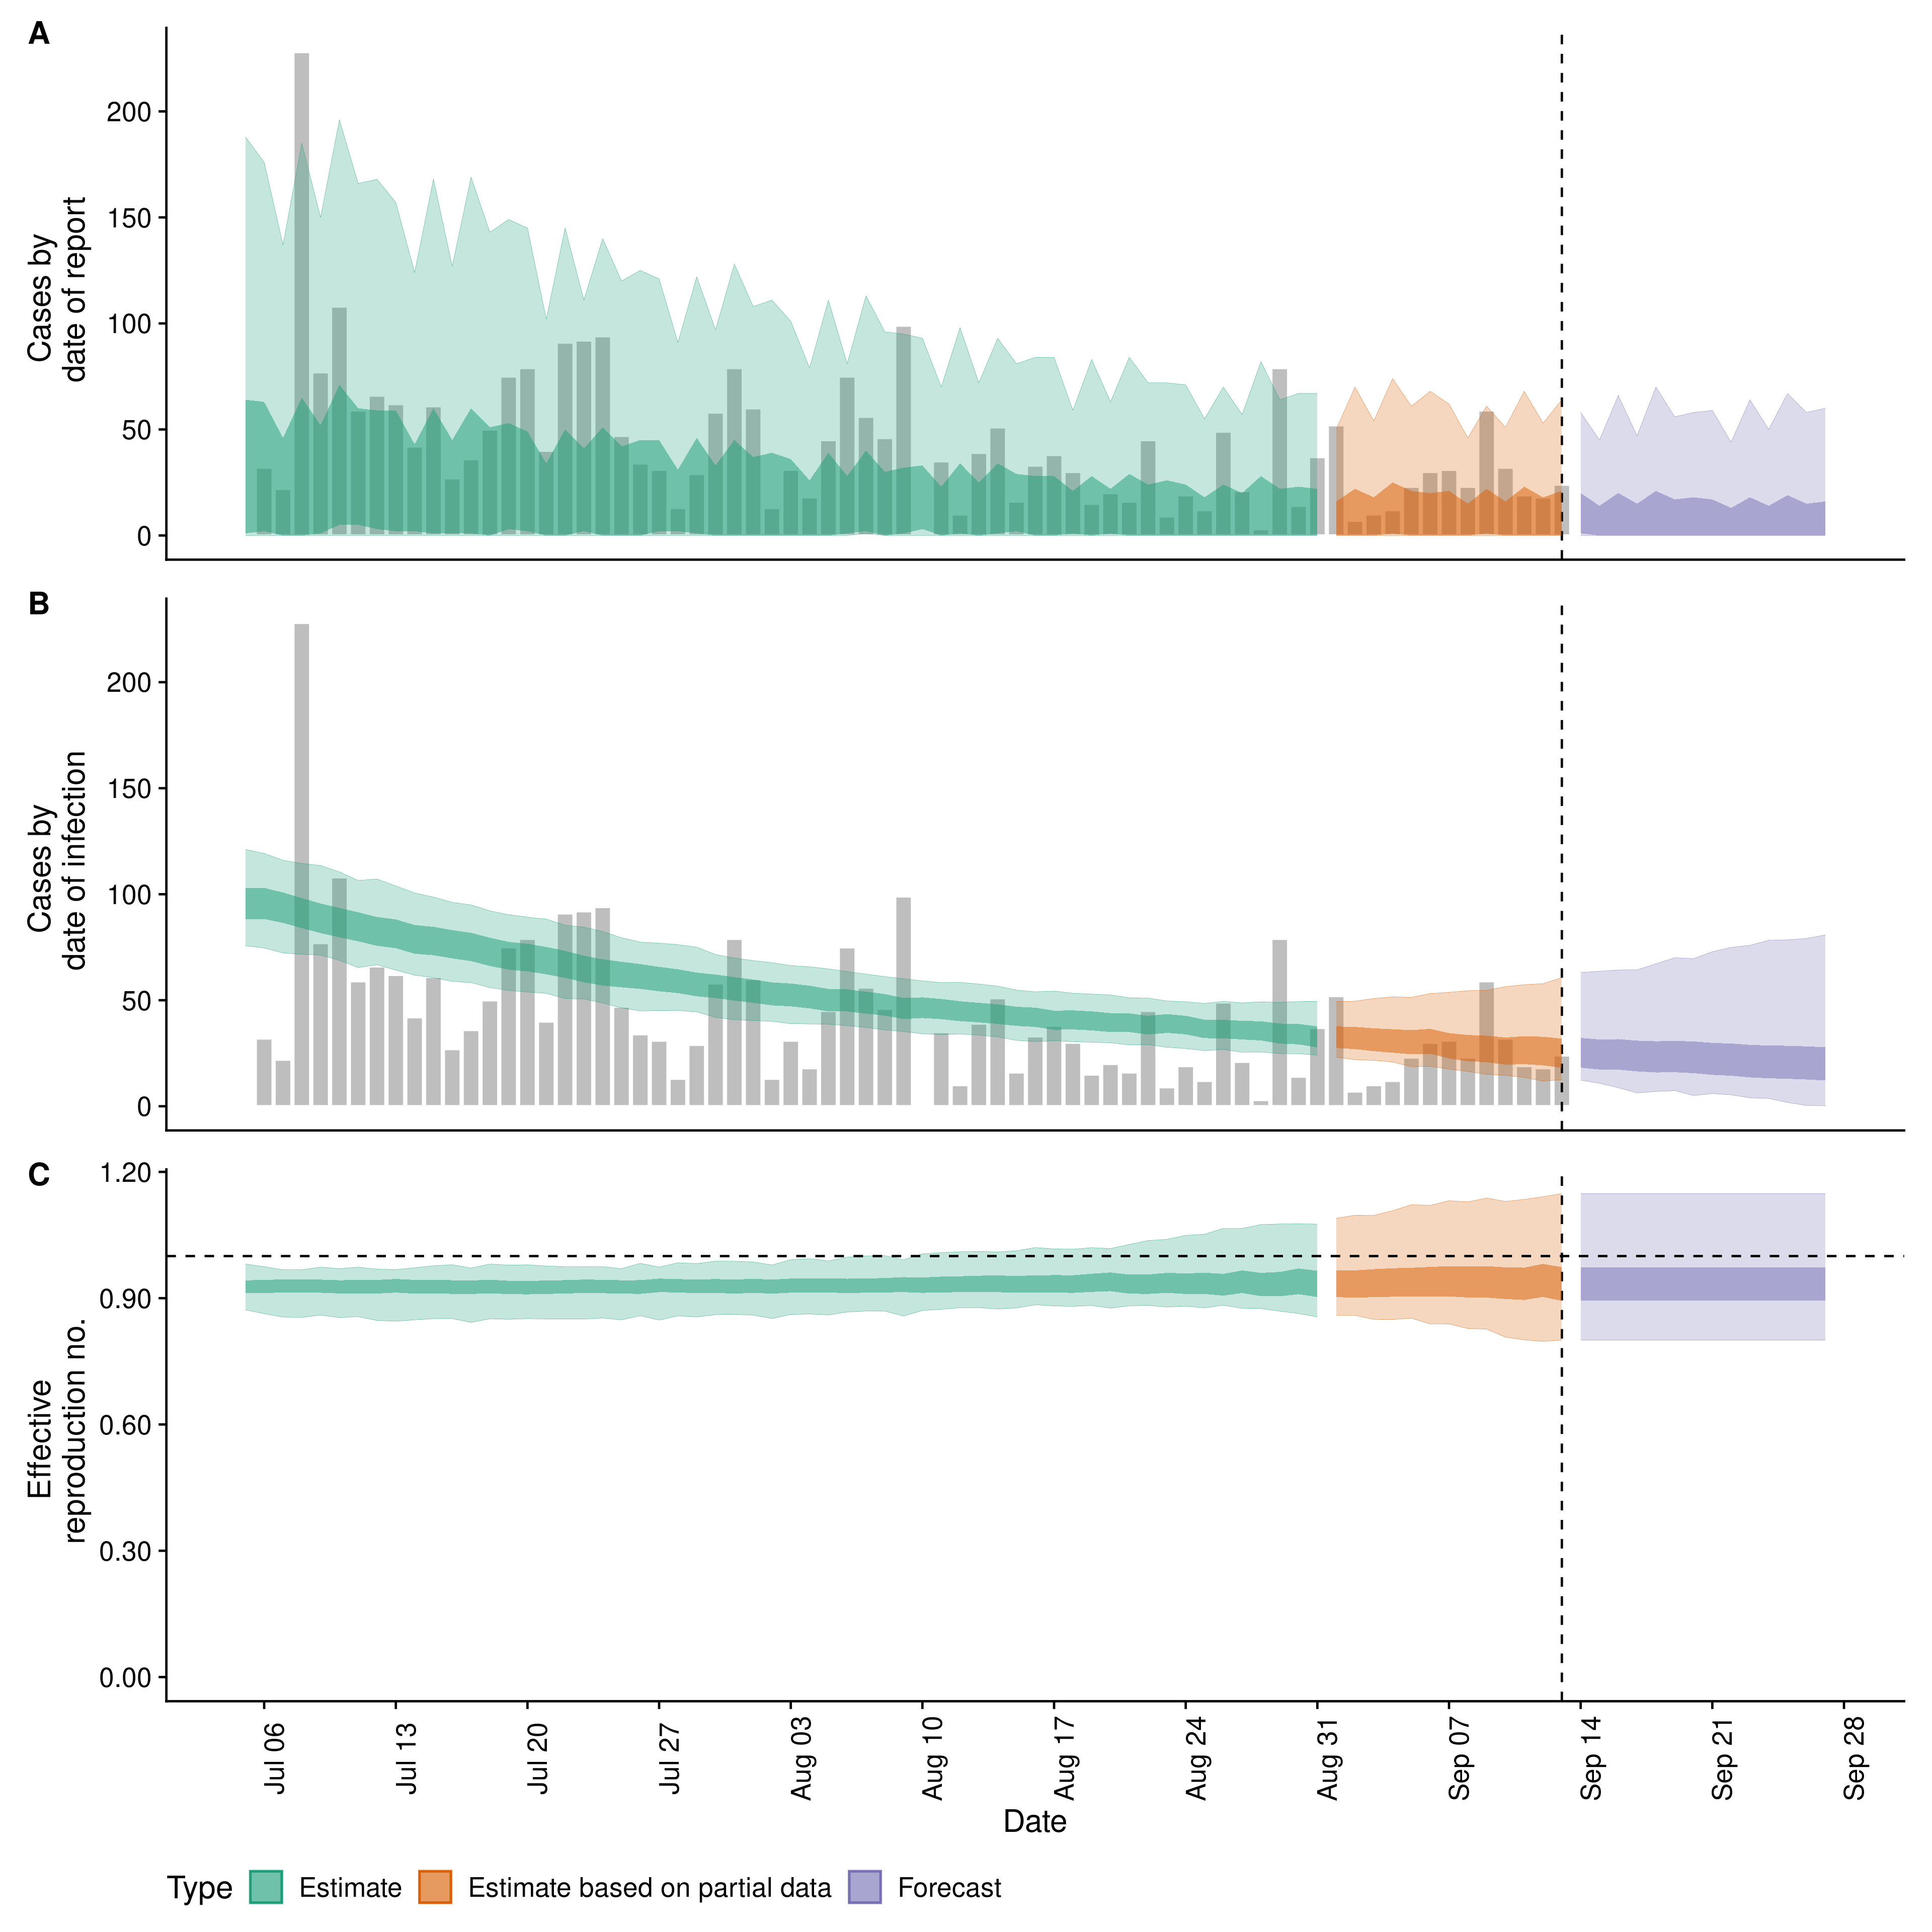 A
Cases by
date of report
200
150
100
50
0
B
Cases by
date of infection
200
150
100
50
0
C
Effective
reproduction no.
1.20
0.90
0.60
0.30
0.00
Jul 06
Jul 13
Jul 20
Jul 27
Aug 03
Aug 10
Aug 17
Aug 24
Aug 31
Sep 07
Sep 14
Sep 21
Sep 28
Date
Type Estimate Estimate based on partial data Forecast